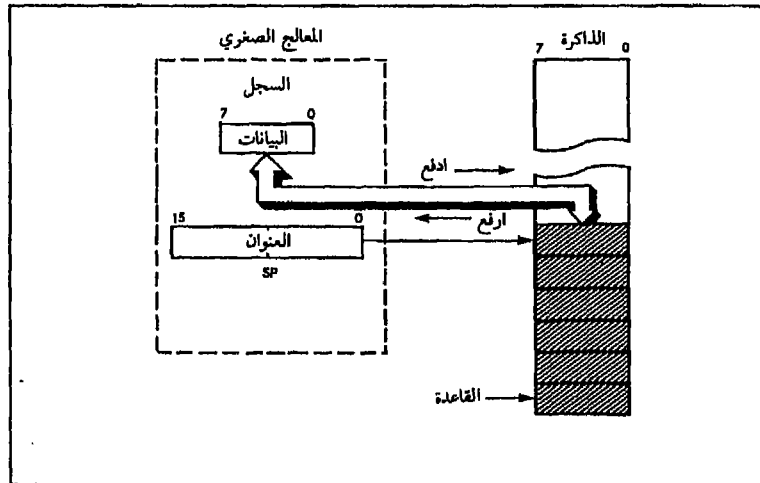 المعالج الصغري
الذاكرة
7 0
السجل
7 0
البيانات
ادفع
ارفع
15 0
العنوان
SP
القاعدة